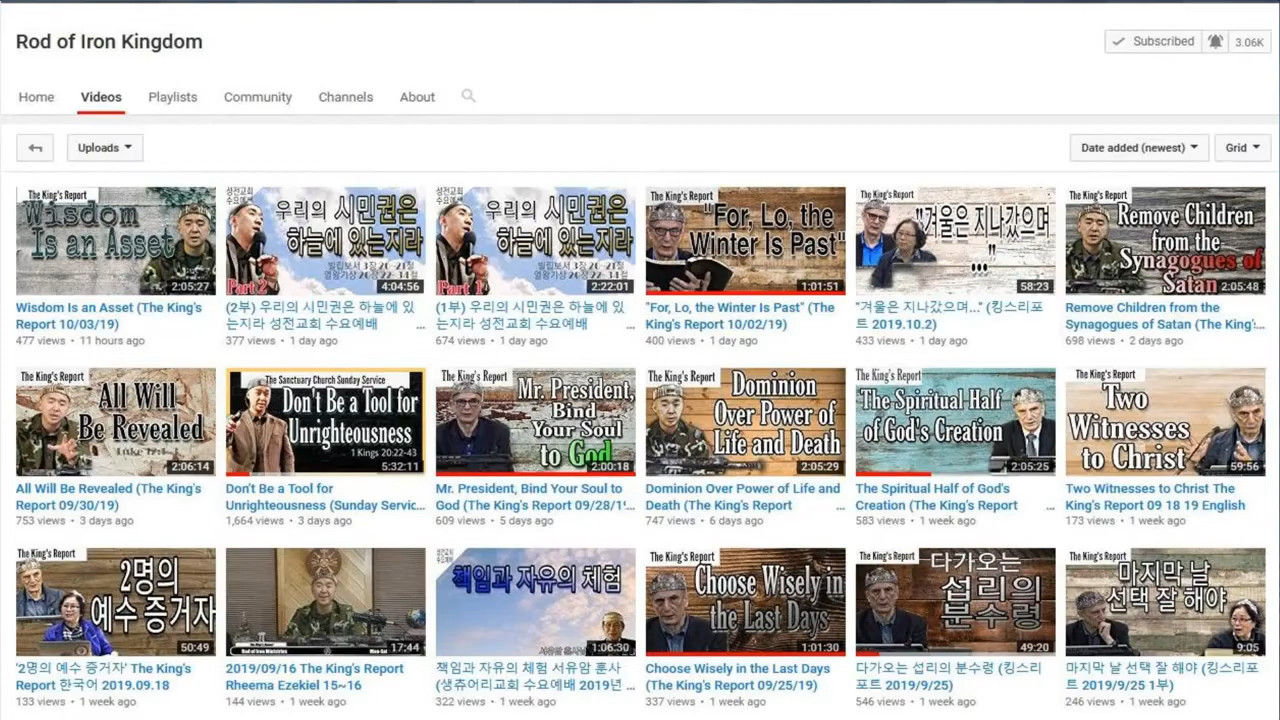 Rod of Iron Kingdom
Subscribed 3.06K
Home Videos Playlists Community Channels About
Uploads
Date added (newest) Grid
The King's Report
Wisdom
Is an Asset
2:05:27
Wisdom Is an Asset (The King's
Report 10/03/19)
477 views • 11 hours ago
성전교회
우리의 시민권은
하늘에 있는지라
Part 2
4:04:56
(2부) 우리의 시민권은 하늘에 있
는지라 성전교회 수요예배 ...
377 views • 1 day ago
성전교회
우리의 시민권은
하늘에 있는지라
Part 1
2:22:01
(1부) 우리의 시민권은 하늘에 있
는지라 성전교회 수요예배 ...
674 views • 1 day ago
The King's Report
"For, Lo, the
Winter Is Past"
1:01:51
"For, Lo, the Winter Is Past" (The
King's Report 10/02/19)
400 views • 1 day ago
The King's Report
"겨울은 지나갔으며
..."
58:23
"겨울은 지나갔으며..." (킹스리포
트 2019.10.2)
433 views • 1 day ago
The King's Report
Remove Children
from the
Synagogues of
Satan
2:05:48
Remove Children from the
Synagogues of Satan (The King'...
698 views • 2 days ago
The King's Report
All Will
Be Revealed
2:06:14
All Will Be Revealed (The King's
Report 09/30/19)
753 views • 3 days ago
The Sanctuary Church Sunday Service
Don't Be a Tool for
Unrighteousness
1 Kings 20:22-43
5:32:11
Don't Be a Tool for
Unrighteousness (Sunday Servic...
1,664 views • 3 days ago
The King's Report
Mr. President,
Bind
Your Soul
to God
2:00:18
Mr. President, Bind Your Soul to
God (The King's Report 09/28/1'...
609 views • 5 days ago
The King's Report
Dominion
Over Power of
Life and Death
2:05:29
Dominion Over Power of Life and
Death (The King's Report ...
747 views • 6 days ago
The King's Report
The Spiritual Half
of God's Creation
2:05:25
The Spiritual Half of God's
Creation (The King's Report ...
583 views • 1 week ago
The King's Report
Two
Witnesses
to Christ
59:56
Two Witnesses to Christ The
King's Report 09 18 19 English
173 views • 1 week ago
The King's Report
2명의
예수 증거자
50:49
'2명의 예수 증거자' The King's
Report 한국어 2019.09.18
133 views • 1 week ago
Rod of Iron Ministries
17:44
2019/09/16 The King's Report
Rheema Ezekiel 15~16
144 views • 1 week ago
책임과 자유의 체험
1:06:30
책임과 자유의 체험 서유암 훈사
(생츄어리교회 수요예배 2019년 ...
322 views • 1 week ago
The King's Report
Choose Wisely in
the Last Days
1:01:30
Choose Wisely in the Last Days
(The King's Report 09/25/19)
337 views • 1 week ago
The King's Report
다가오는
섭리의
분수령
49:20
다가오는 섭리의 분수령 (킹스리
포트 2019/9/25)
546 views • 1 week ago
The King's Report
마지막 날
선택 잘 해야
9:05
마지막 날 선택 잘 해야 (킹스리포
트 2019/9/25 1부)
246 views • 1 week ago